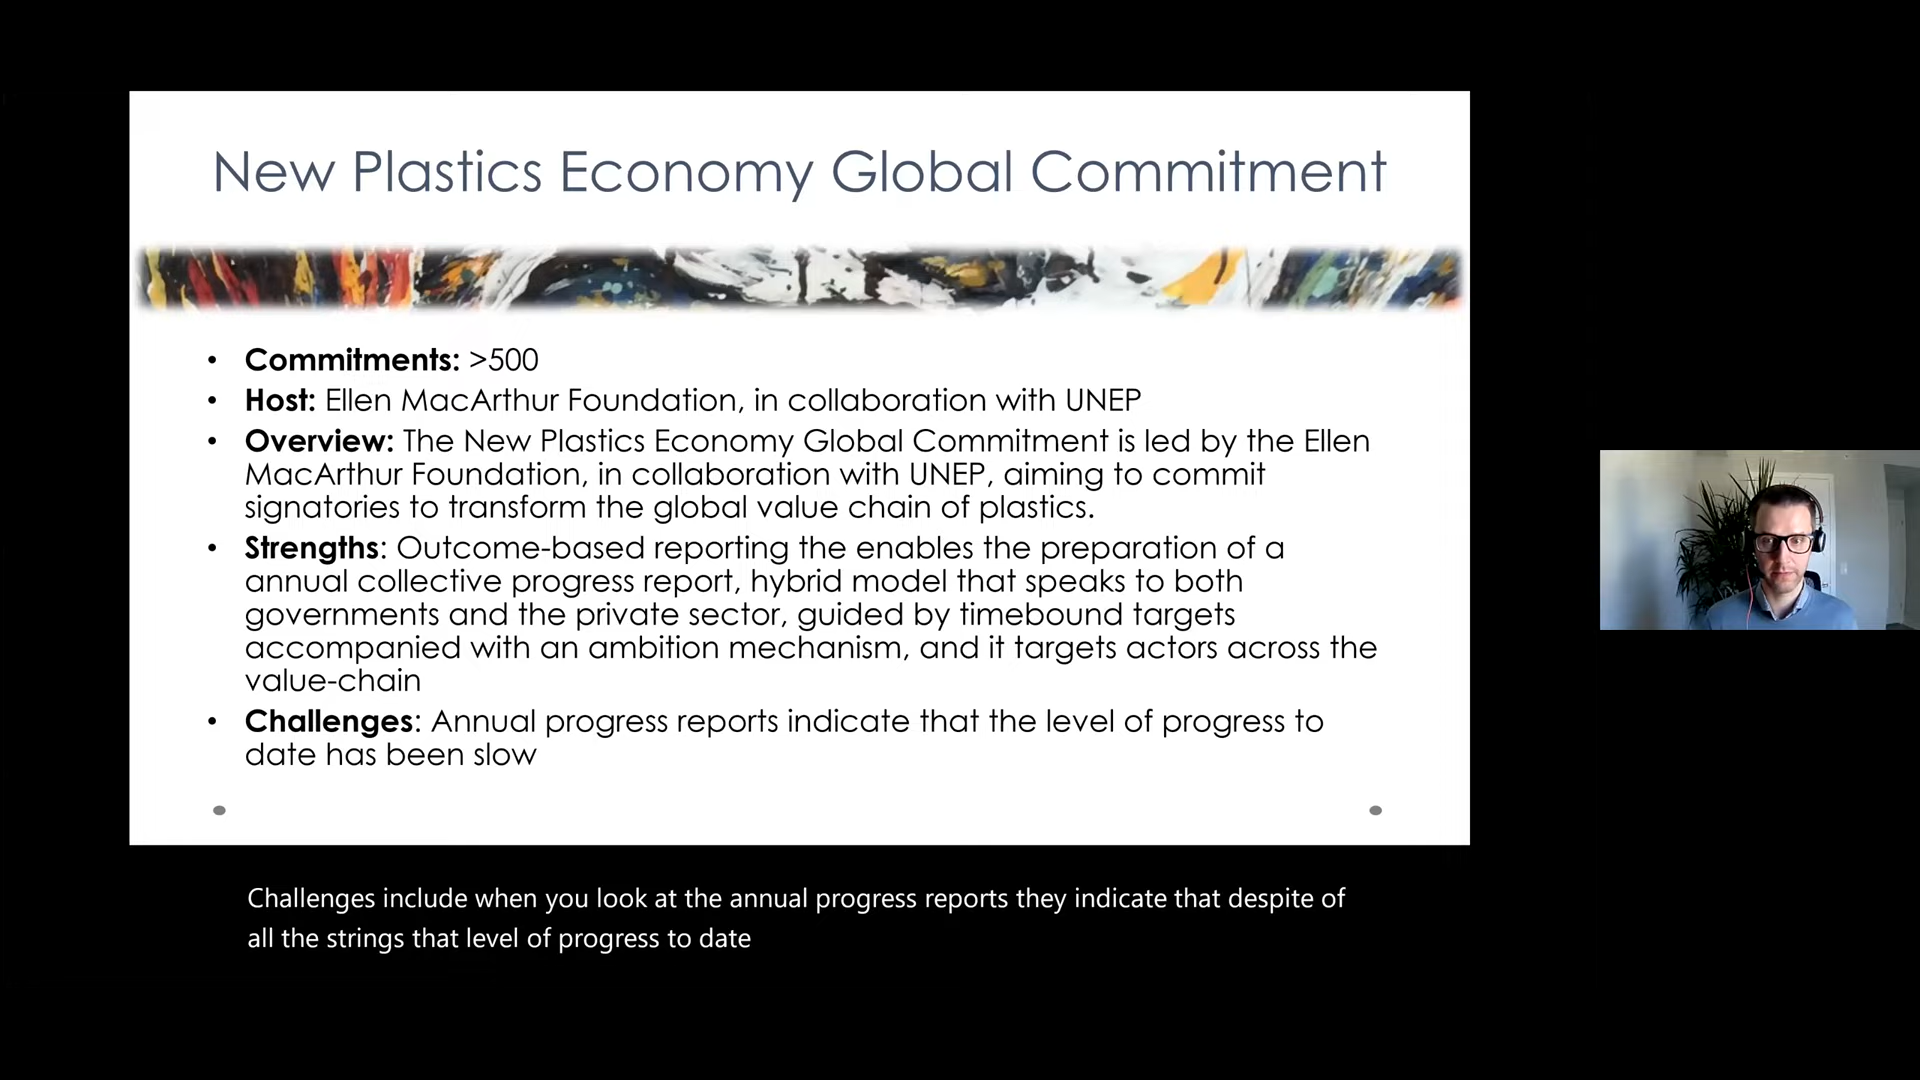 New Plastics Economy Global Commitment
• Commitments: >500
• Host: Ellen MacArthur Foundation, in collaboration with UNEP
• Overview: The New Plastics Economy Global Commitment is led by the Ellen
MacArthur Foundation, in collaboration with UNEP, aiming to commit
signatories to transform the global value chain of plastics.
• Strengths: Outcome-based reporting the enables the preparation of a
annual collective progress report, hybrid model that speaks to both
governments and the private sector, guided by timebound targets
accompanied with an ambition mechanism, and it targets actors across the
value-chain
• Challenges: Annual progress reports indicate that the level of progress to
date has been slow
Challenges include when you look at the annual progress reports they indicate that despite of
all the strings that level of progress to date